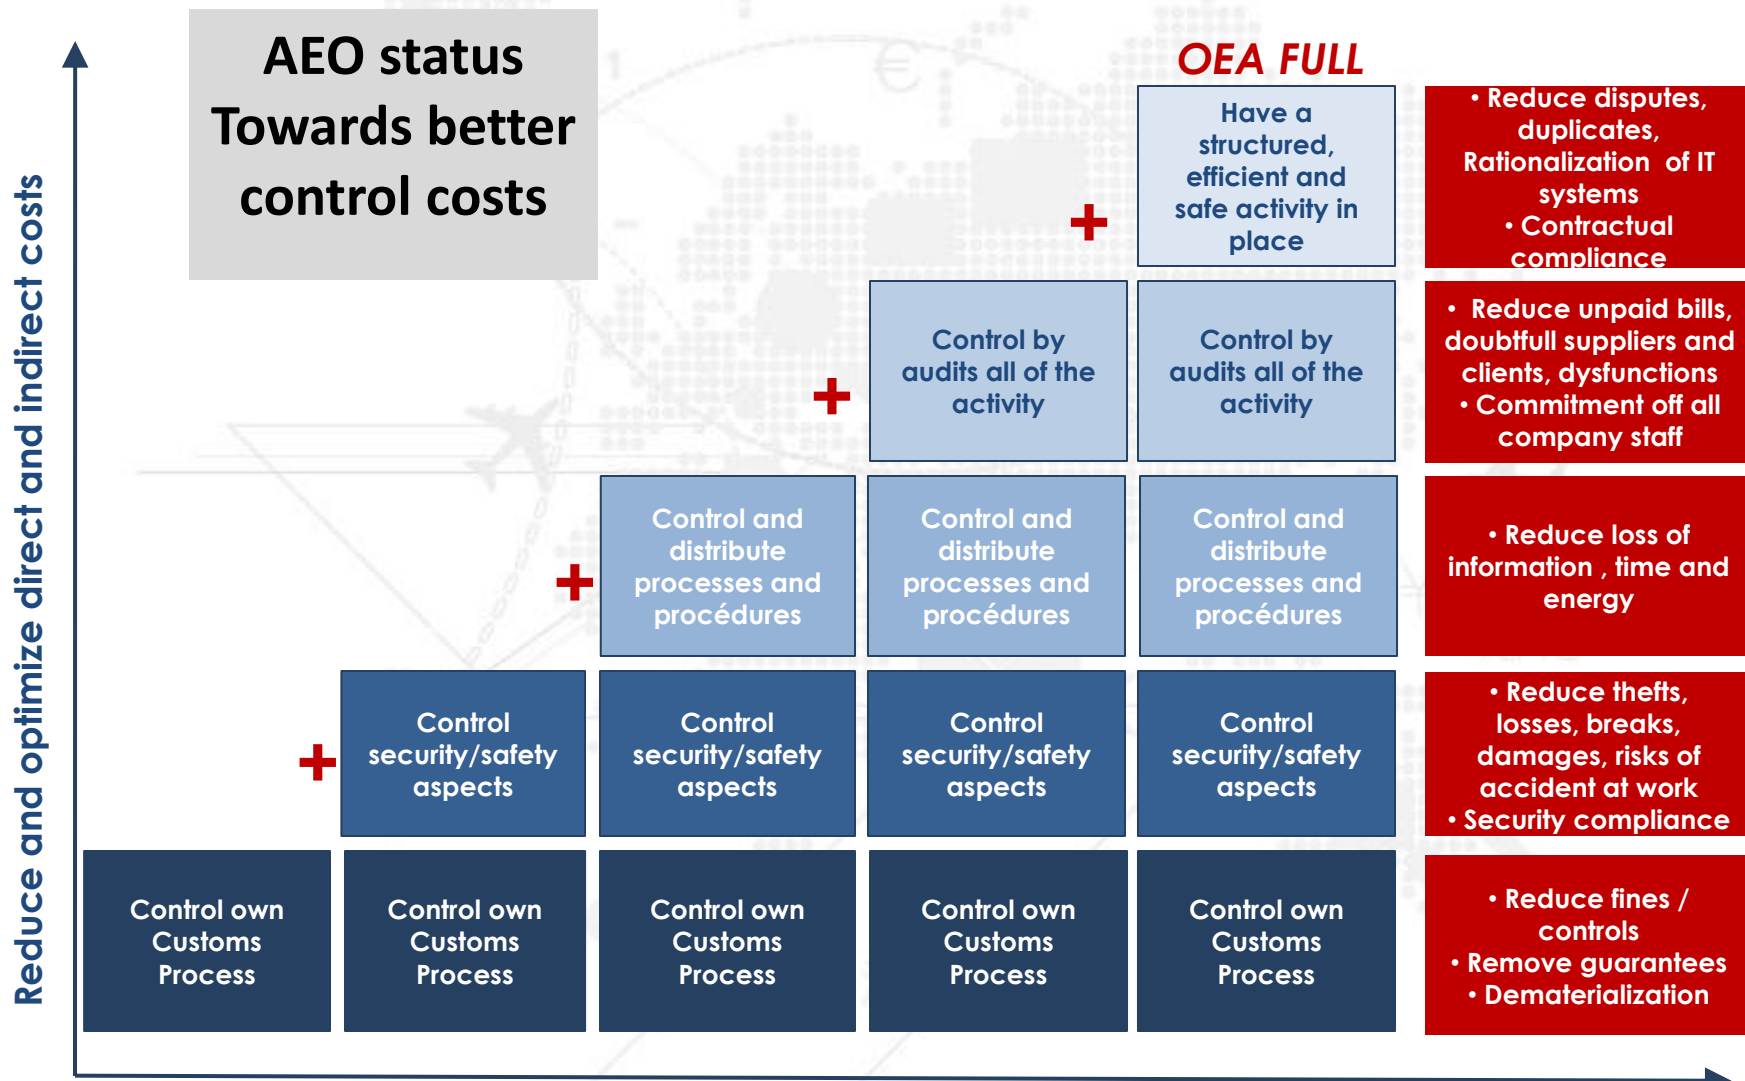 AEO status
Towards better
control costs
OEA FULL
Reduce and optimize direct and indirect costs
Have a
structured,
efficient and
safe activity in
place
• Reduce disputes,
duplicates,
Rationalization of IT
systems
• Contractual
compliance
+
Control by
audits all of the
activity
Control by
audits all of the
activity
• Reduce unpaid bills,
doubtfull suppliers and
clients, dysfunctions
• Commitment off all
company staff
+
Control and
distribute
processes and
procédures
Control and
distribute
processes and
procédures
Control and
distribute
processes and
procédures
• Reduce loss of
information , time and
energy
+
Control
security/safety
aspects
Control
security/safety
aspects
Control
security/safety
aspects
Control
security/safety
aspects
• Reduce thefts,
losses, breaks,
damages, risks of
accident at work
• Security compliance
+
Control own
Customs
Process
Control own
Customs
Process
Control own
Customs
Process
Control own
Customs
Process
Control own
Customs
Process
• Reduce fines /
controls
• Remove guarantees
• Dematerialization